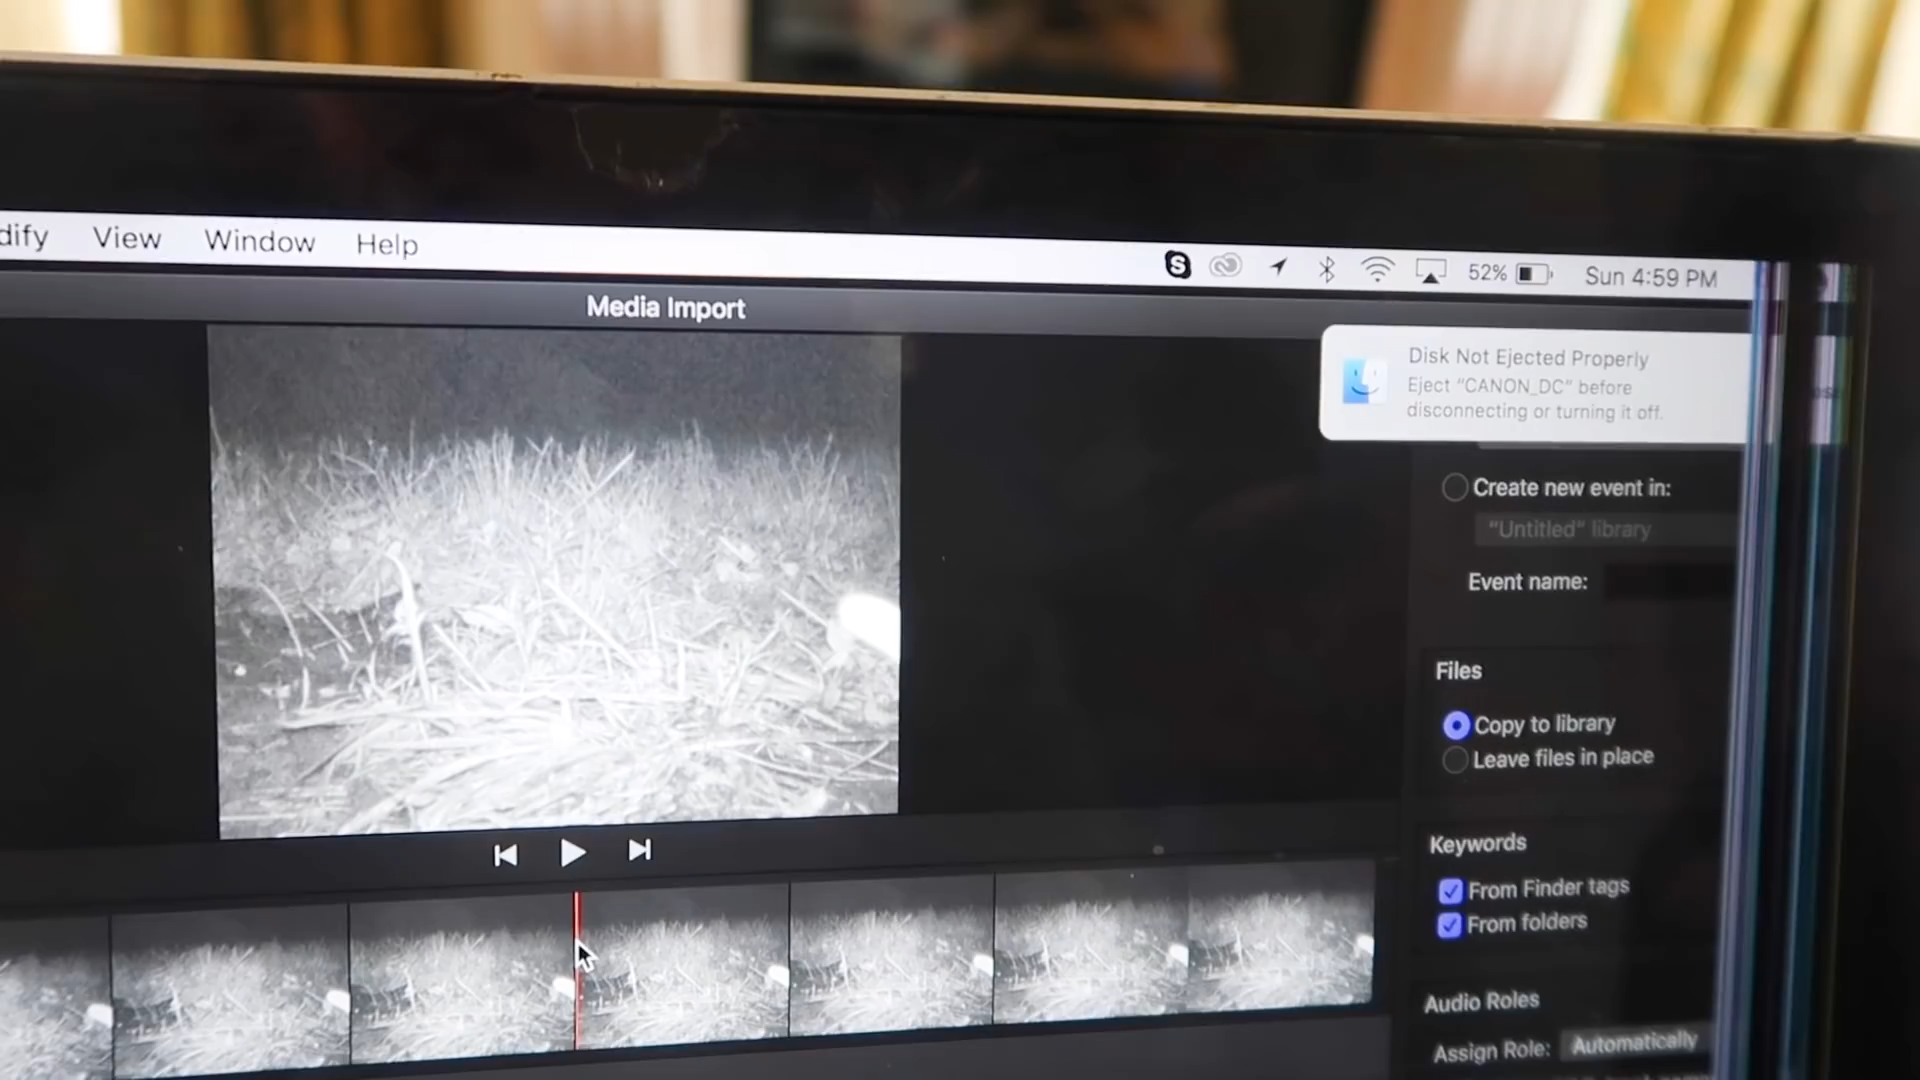 dify View Window Help 52% Sun 4:59 PM
Media Import
Disk Not Ejected Properly
Eject “CANON_DC” before
disconnecting or turning it off.
Create new event in:
“Untitled” library
Event name:
Files
Copy to library
Leave files in place
Keywords
From Finder tags
From folders
Audio Roles
Assign Role: Automatically